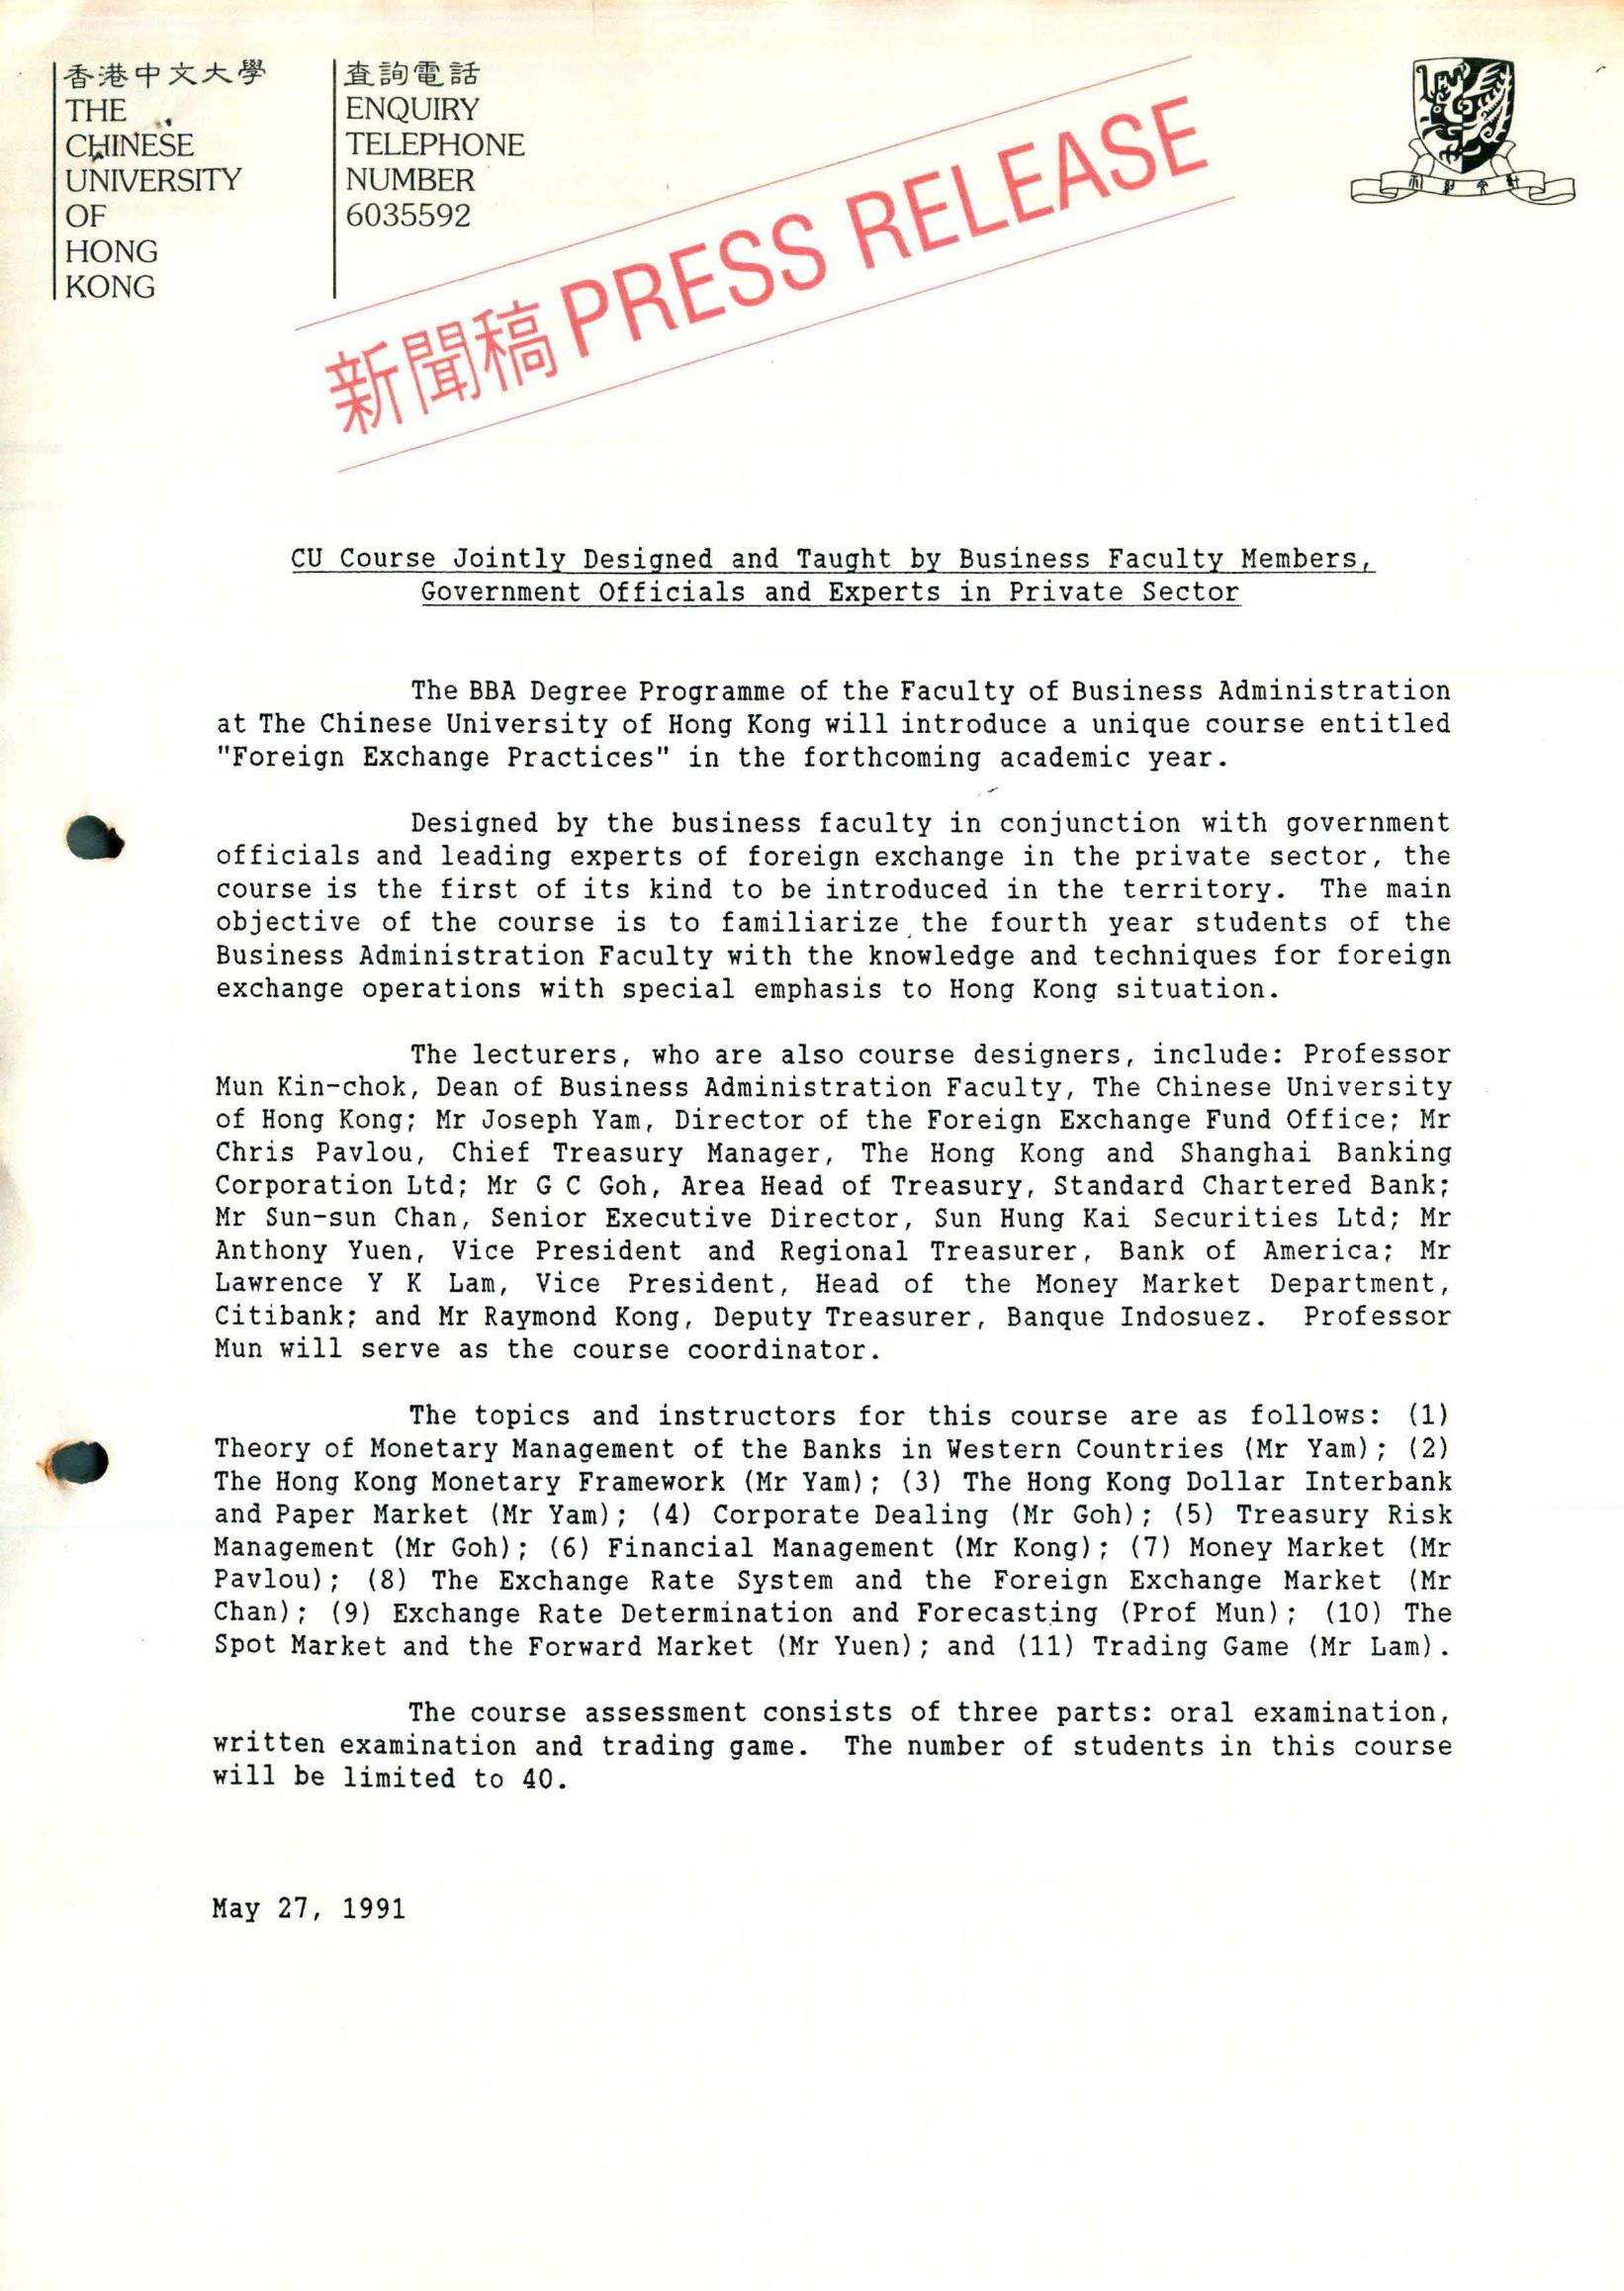 香港中文大學
THE
CHINESE
UNIVERSITY
OF
HONG
KONG
查詢電話
ENQUIRY
TELEPHONE
NUMBER
6035592
新聞稿 PRESS RELEASE
CU Course Jointly Designed and Taught by Business Faculty Members,
Government Officials and Experts in Private Sector
The BBA Degree Programme of the Faculty of Business Administration
at The Chinese University of Hong Kong will introduce a unique course entitled
"Foreign Exchange Practices" in the forthcoming academic year.
Designed by the business faculty in conjunction with government
officials and leading experts of foreign exchange in the private sector, the
course is the first of its kind to be introduced in the territory. The main
objective of the course is to familiarize the fourth year students of the
Business Administration Faculty with the knowledge and techniques for foreign
exchange operations with special emphasis to Hong Kong situation.
The lecturers, who are also course designers, include: Professor
Mun Kin-chok, Dean of Business Administration Faculty, The Chinese University
of Hong Kong; Mr Joseph Yam, Director of the Foreign Exchange Fund Office; Mr
Chris Pavlou, Chief Treasury Manager, The Hong Kong and Shanghai Banking
Corporation Ltd; Mr G C Goh, Area Head of Treasury, Standard Chartered Bank;
Mr Sun-sun Chan, Senior Executive Director, Sun Hung Kai Securities Ltd; Mr
Anthony Yuen, Vice President and Regional Treasurer, Bank of America; Mr
Lawrence Y K Lam, Vice President, Head of the Money Market Department,
Citibank; and Mr Raymond Kong, Deputy Treasurer, Banque Indosuez. Professor
Mun will serve as the course coordinator.
The topics and instructors for this course are as follows: (1)
Theory of Monetary Management of the Banks in Western Countries (Mr Yam); (2)
The Hong Kong Monetary Framework (Mr Yam); (3) The Hong Kong Dollar Interbank
and Paper Market (Mr Yam); (4) Corporate Dealing (Mr Goh); (5) Treasury Risk
Management (Mr Goh); (6) Financial Management (Mr Kong); (7) Money Market (Mr
Pavlou); (8) The Exchange Rate System and the Foreign Exchange Market (Mr
Chan); (9) Exchange Rate Determination and Forecasting (Prof Mun); (10) The
Spot Market and the Forward Market (Mr Yuen); and (11) Trading Game (Mr Lam).
The course assessment consists of three parts: oral examination,
written examination and trading game. The number of students in this course
will be limited to 40.
May 27, 1991